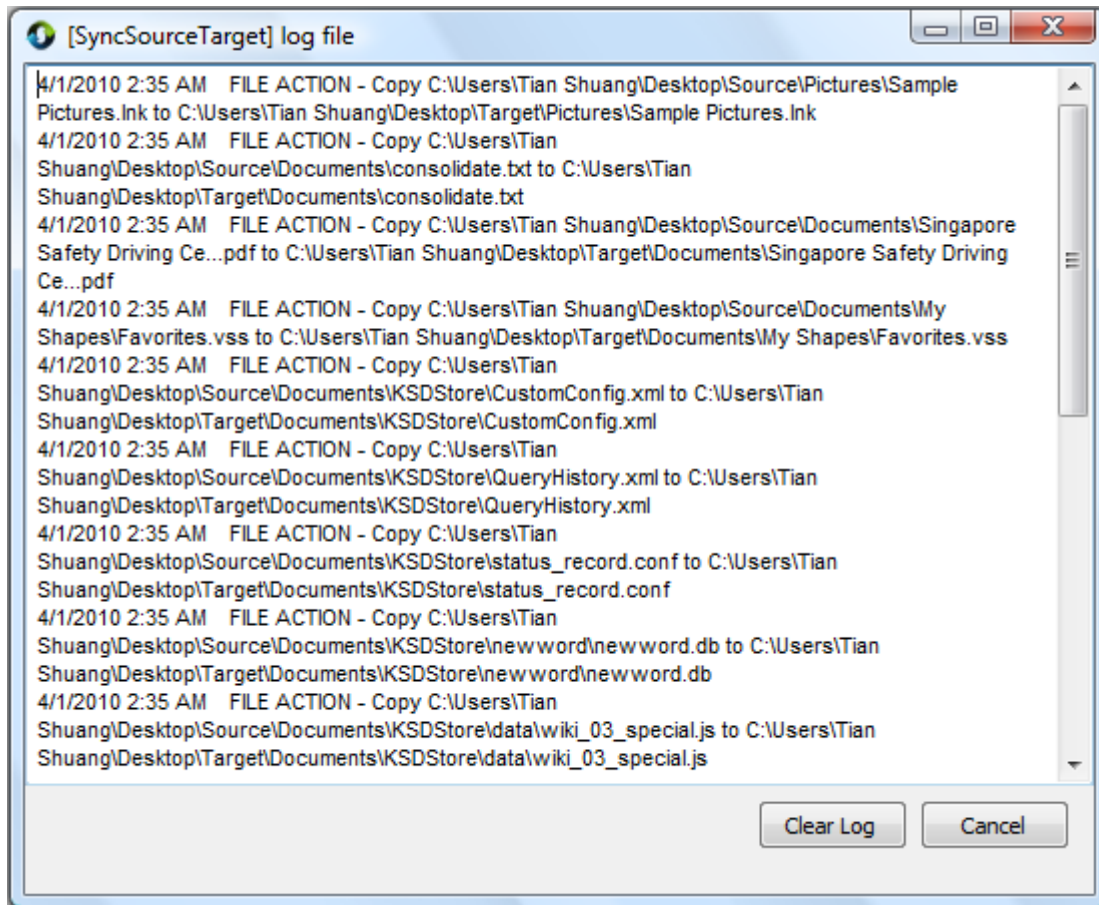 [SyncSourceTarget] log file
4/1/2010 2:35 AM    FILE ACTION - Copy C:\Users\Tian Shuang\Desktop\Source\Pictures\Sample
Pictures.lnk to C:\Users\Tian Shuang\Desktop\Target\Pictures\Sample Pictures.lnk
4/1/2010 2:35 AM    FILE ACTION - Copy C:\Users\Tian
Shuang\Desktop\Source\Documents\consolidate.txt to C:\Users\Tian
Shuang\Desktop\Target\Documents\consolidate.txt
4/1/2010 2:35 AM    FILE ACTION - Copy C:\Users\Tian Shuang\Desktop\Source\Documents\Singapore
Safety Driving Ce...pdf to C:\Users\Tian Shuang\Desktop\Target\Documents\Singapore Safety Driving
Ce...pdf
4/1/2010 2:35 AM    FILE ACTION - Copy C:\Users\Tian Shuang\Desktop\Source\Documents\My
Shapes\Favorites.vss to C:\Users\Tian Shuang\Desktop\Target\Documents\My Shapes\Favorites.vss
4/1/2010 2:35 AM    FILE ACTION - Copy C:\Users\Tian
Shuang\Desktop\Source\Documents\KSDStore\CustomConfig.xml to C:\Users\Tian
Shuang\Desktop\Target\Documents\KSDStore\CustomConfig.xml
4/1/2010 2:35 AM    FILE ACTION - Copy C:\Users\Tian
Shuang\Desktop\Source\Documents\KSDStore\QueryHistory.xml to C:\Users\Tian
Shuang\Desktop\Target\Documents\KSDStore\QueryHistory.xml
4/1/2010 2:35 AM    FILE ACTION - Copy C:\Users\Tian
Shuang\Desktop\Source\Documents\KSDStore\status_record.conf to C:\Users\Tian
Shuang\Desktop\Target\Documents\KSDStore\status_record.conf
4/1/2010 2:35 AM    FILE ACTION - Copy C:\Users\Tian
Shuang\Desktop\Source\Documents\KSDStore\newword\newword.db to C:\Users\Tian
Shuang\Desktop\Target\Documents\KSDStore\newword\newword.db
4/1/2010 2:35 AM    FILE ACTION - Copy C:\Users\Tian
Shuang\Desktop\Source\Documents\KSDStore\data\wiki_03_special.js to C:\Users\Tian
Shuang\Desktop\Target\Documents\KSDStore\data\wiki_03_special.js
Clear Log
Cancel